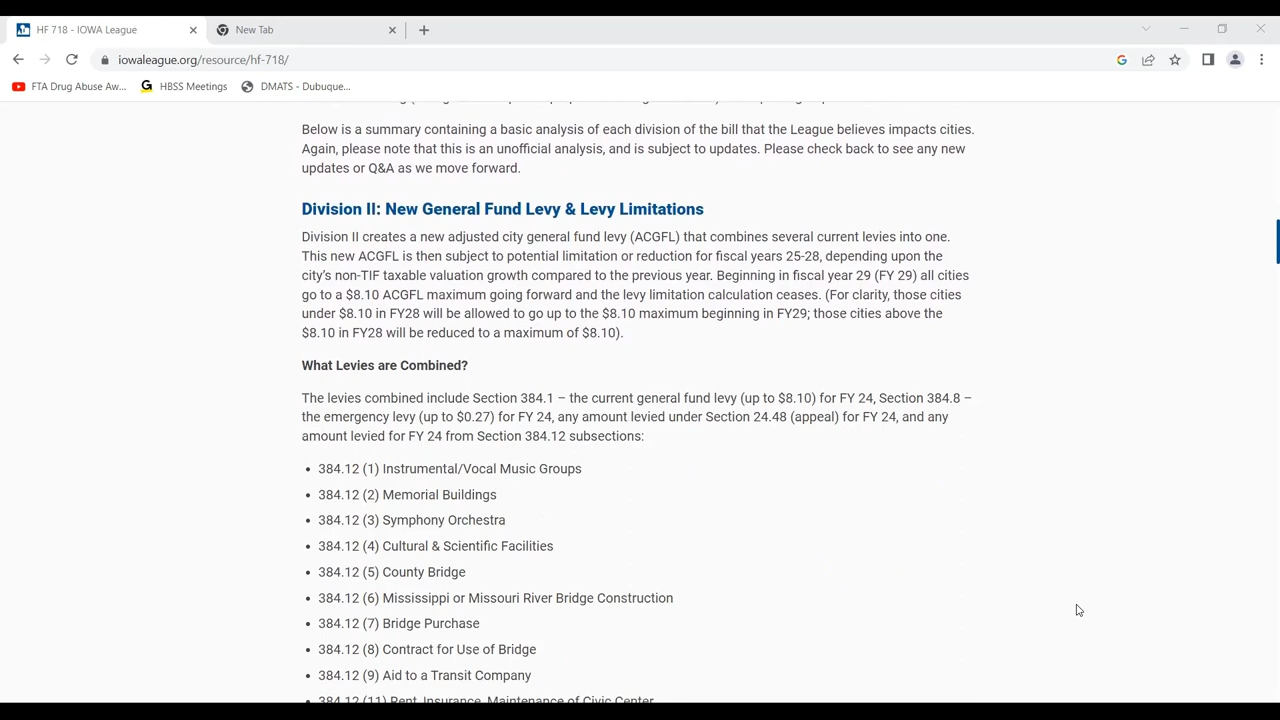 HF 718 - IOWA League
New Tab
iowaleague.org/resource/hf-718/
FTA Drug Abuse Aw...
HBSS Meetings
DMATS - Dubuque...
Below is a summary containing a basic analysis of each division of the bill that the League believes impacts cities.
Again, please note that this is an unofficial analysis, and is subject to updates. Please check back to see any new
updates or Q&A as we move forward.
Division II: New General Fund Levy & Levy Limitations
Division II creates a new adjusted city general fund levy (ACGFL) that combines several current levies into one.
This new ACGFL is then subject to potential limitation or reduction for fiscal years 25-28, depending upon the
city's non-TIF taxable valuation growth compared to the previous year. Beginning in fiscal year 29 (FY 29) all cities
go to a $8.10 ACGFL maximum going forward and the levy limitation calculation ceases. (For clarity, those cities
under $8.10 in FY28 will be allowed to go up to the $8.10 maximum beginning in FY29; those cities above the
$8.10 in FY28 will be reduced to a maximum of $8.10).
What Levies are Combined?
The levies combined include Section 384.1 – the current general fund levy (up to $8.10) for FY 24, Section 384.8 –
the emergency levy (up to $0.27) for FY 24, any amount levied under Section 24.48 (appeal) for FY 24, and any
amount levied for FY 24 from Section 384.12 subsections:
• 384.12 (1) Instrumental/Vocal Music Groups
• 384.12 (2) Memorial Buildings
• 384.12 (3) Symphony Orchestra
• 384.12 (4) Cultural & Scientific Facilities
• 384.12 (5) County Bridge
• 384.12 (6) Mississippi or Missouri River Bridge Construction
• 384.12 (7) Bridge Purchase
• 384.12 (8) Contract for Use of Bridge
• 384.12 (9) Aid to a Transit Company
• 384.12 (11) Rent, Insurance, Maintenance of Civic Center